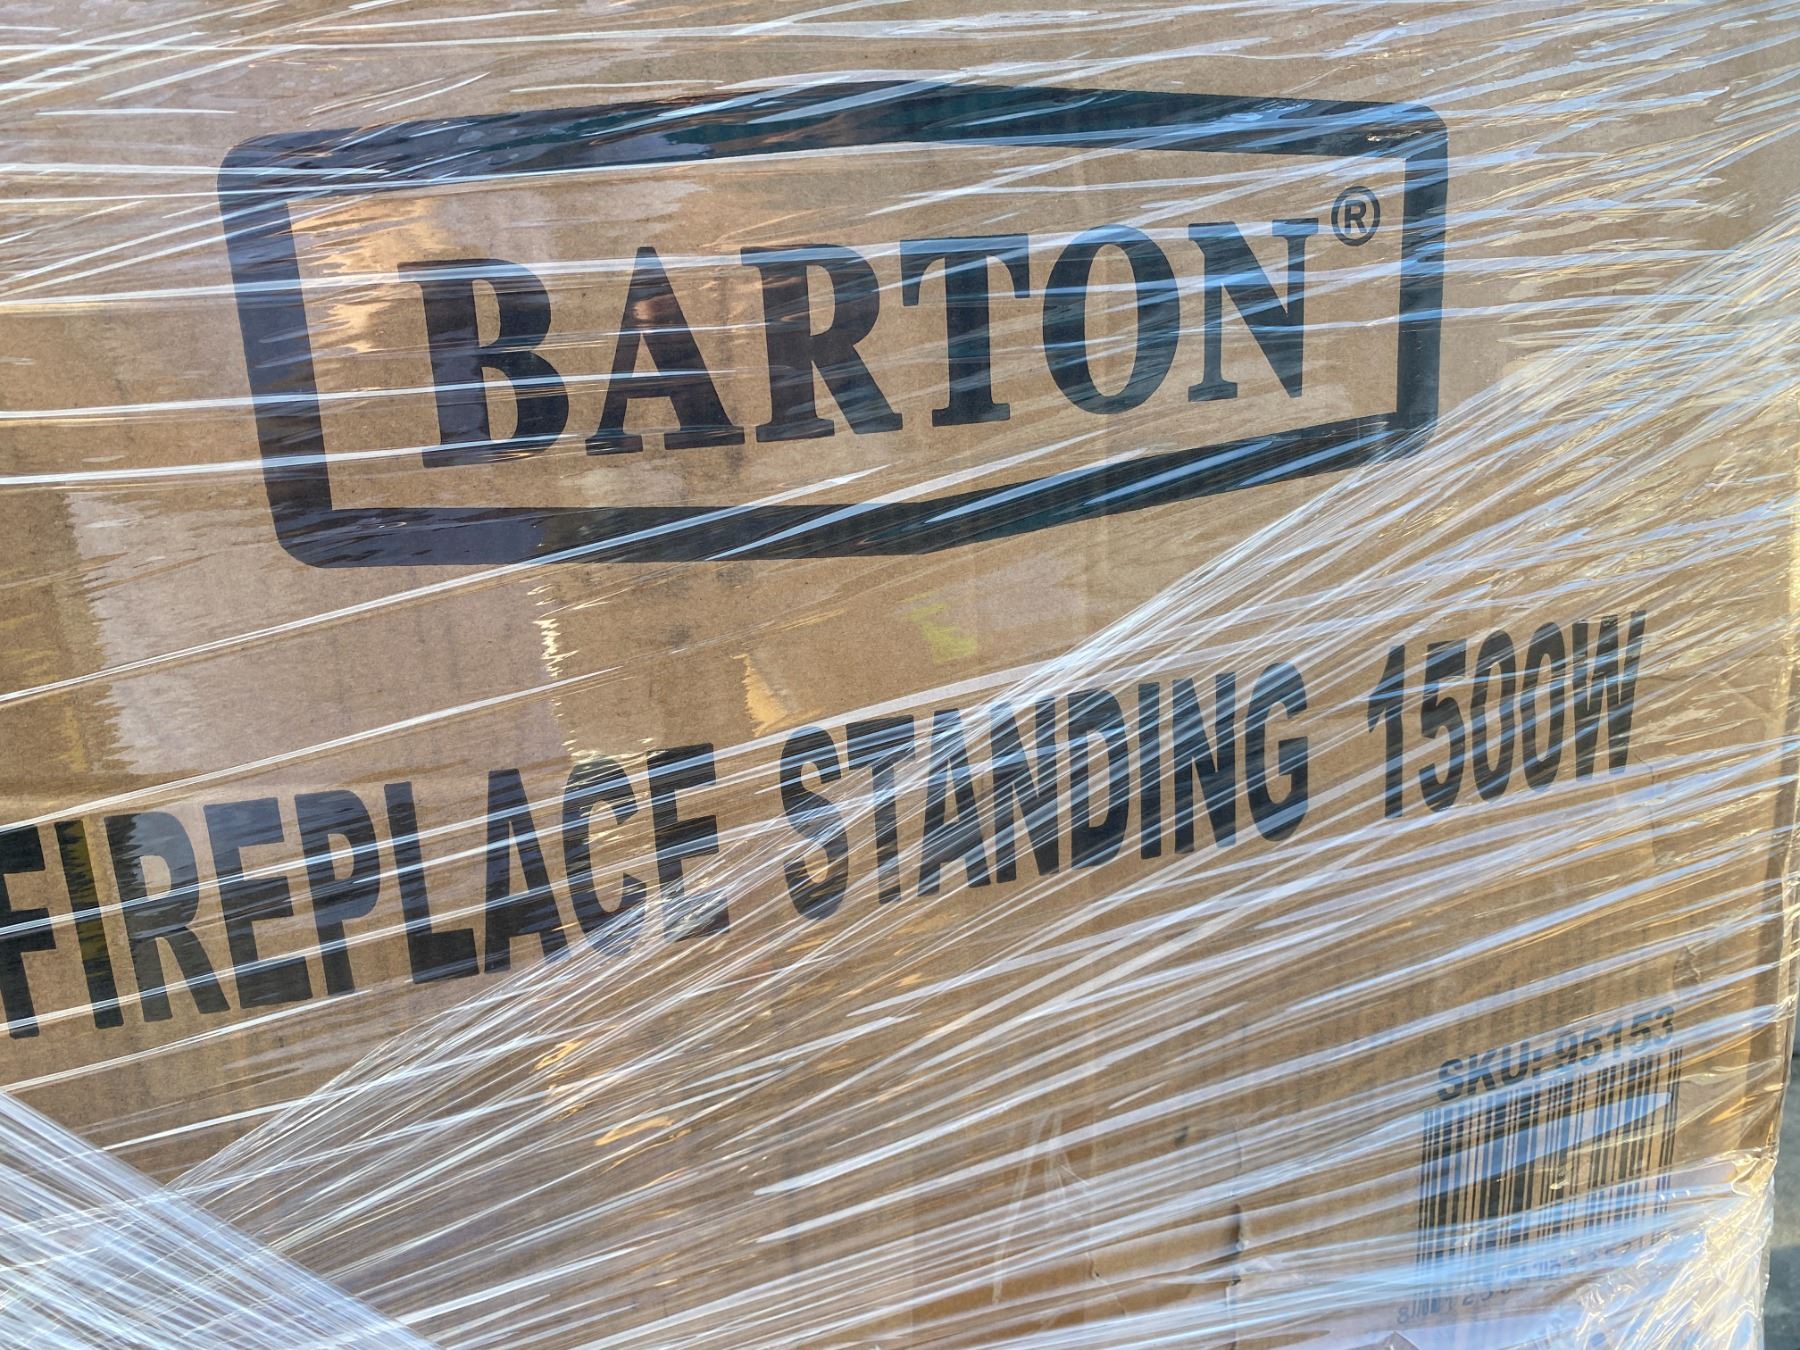 BARTON®
FIREPLACE STANDING 1500W
SKU: 95153